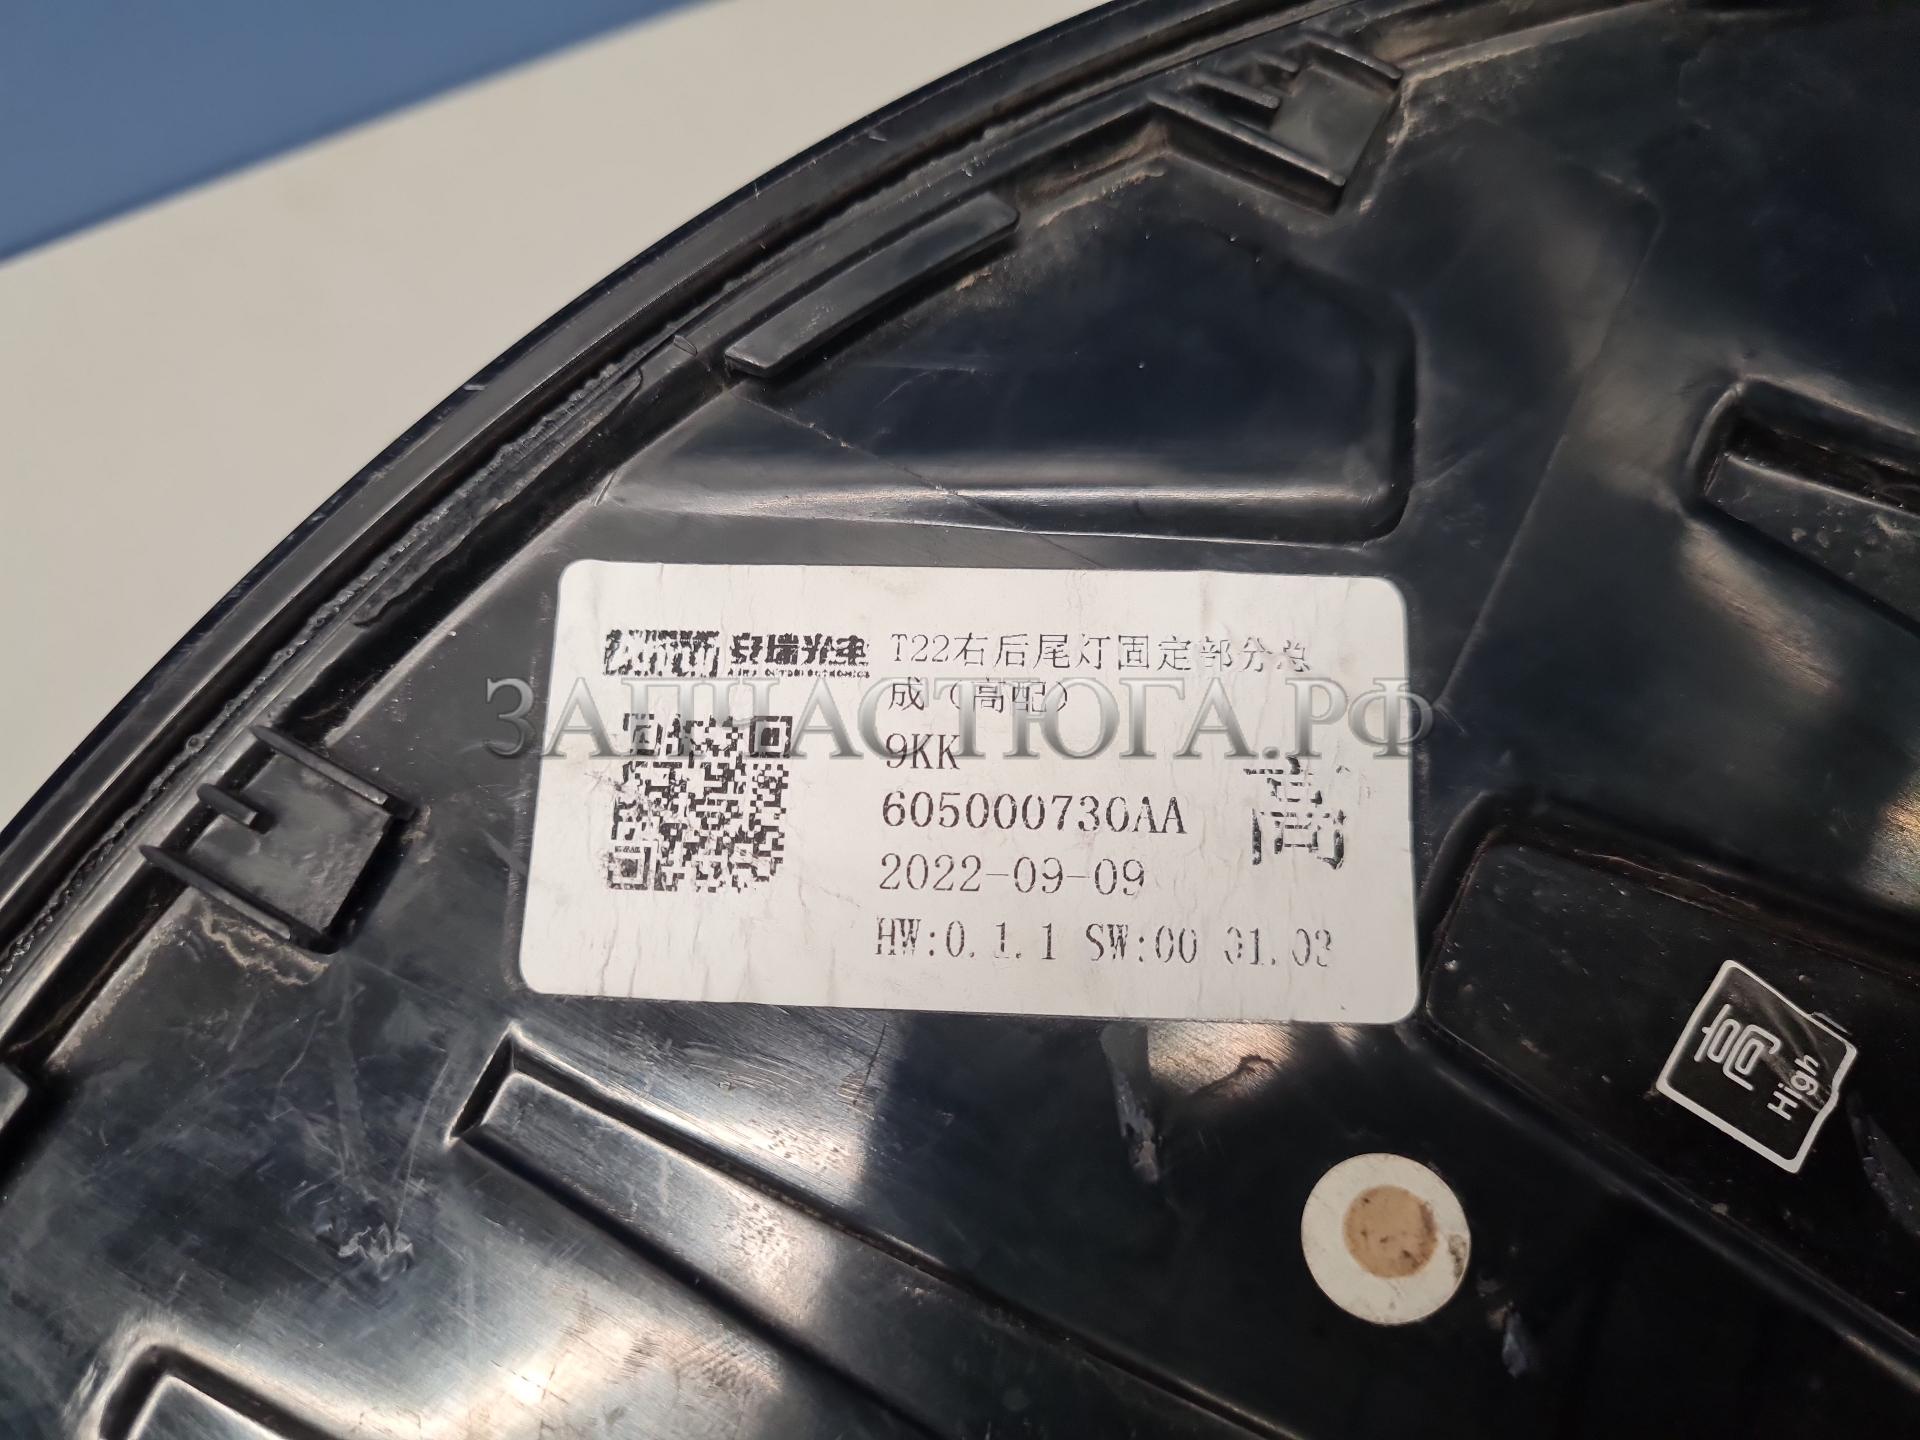 安瑞光电
T22右后尾灯固定部分总
成（高配）
ЗАПЧАСТЮГА.РФ
9KK
605000730AA
高
2022-09-09
HW:0.1.1 SW:00 01.03
高
High